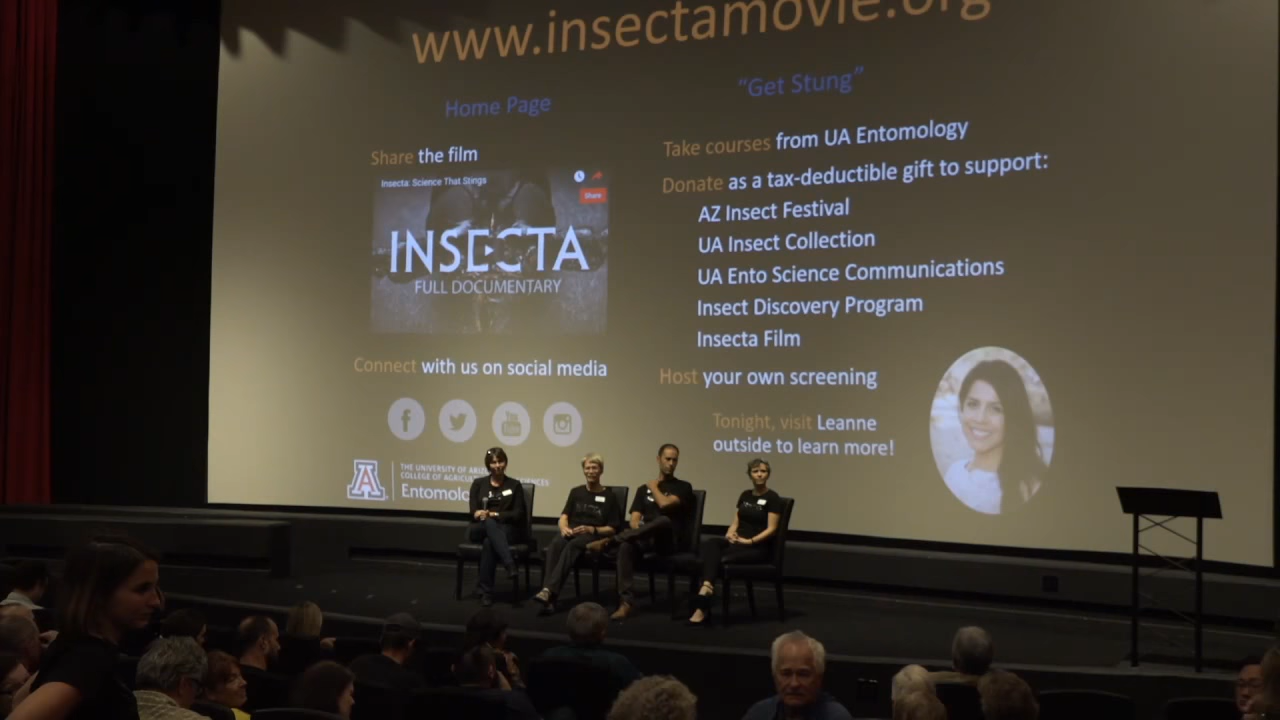 www.insectamovie.org
Home Page
Share the film
Insecta: Science That Stings
Share
INSECTA
FULL DOCUMENTARY
Connect with us on social media
f
You
Tube
A
THE UNIVERSITY OF
COLLEGE OF
"Get Stung"
Take courses from UA Entomology
Donate as a tax-deductible gift to support:
AZ Insect Festival
UA Insect Collection
UA Ento Science Communications
Insect Discovery Program
Insecta Film
Host your own screening
Tonight, visit Leanne
outside to learn more!